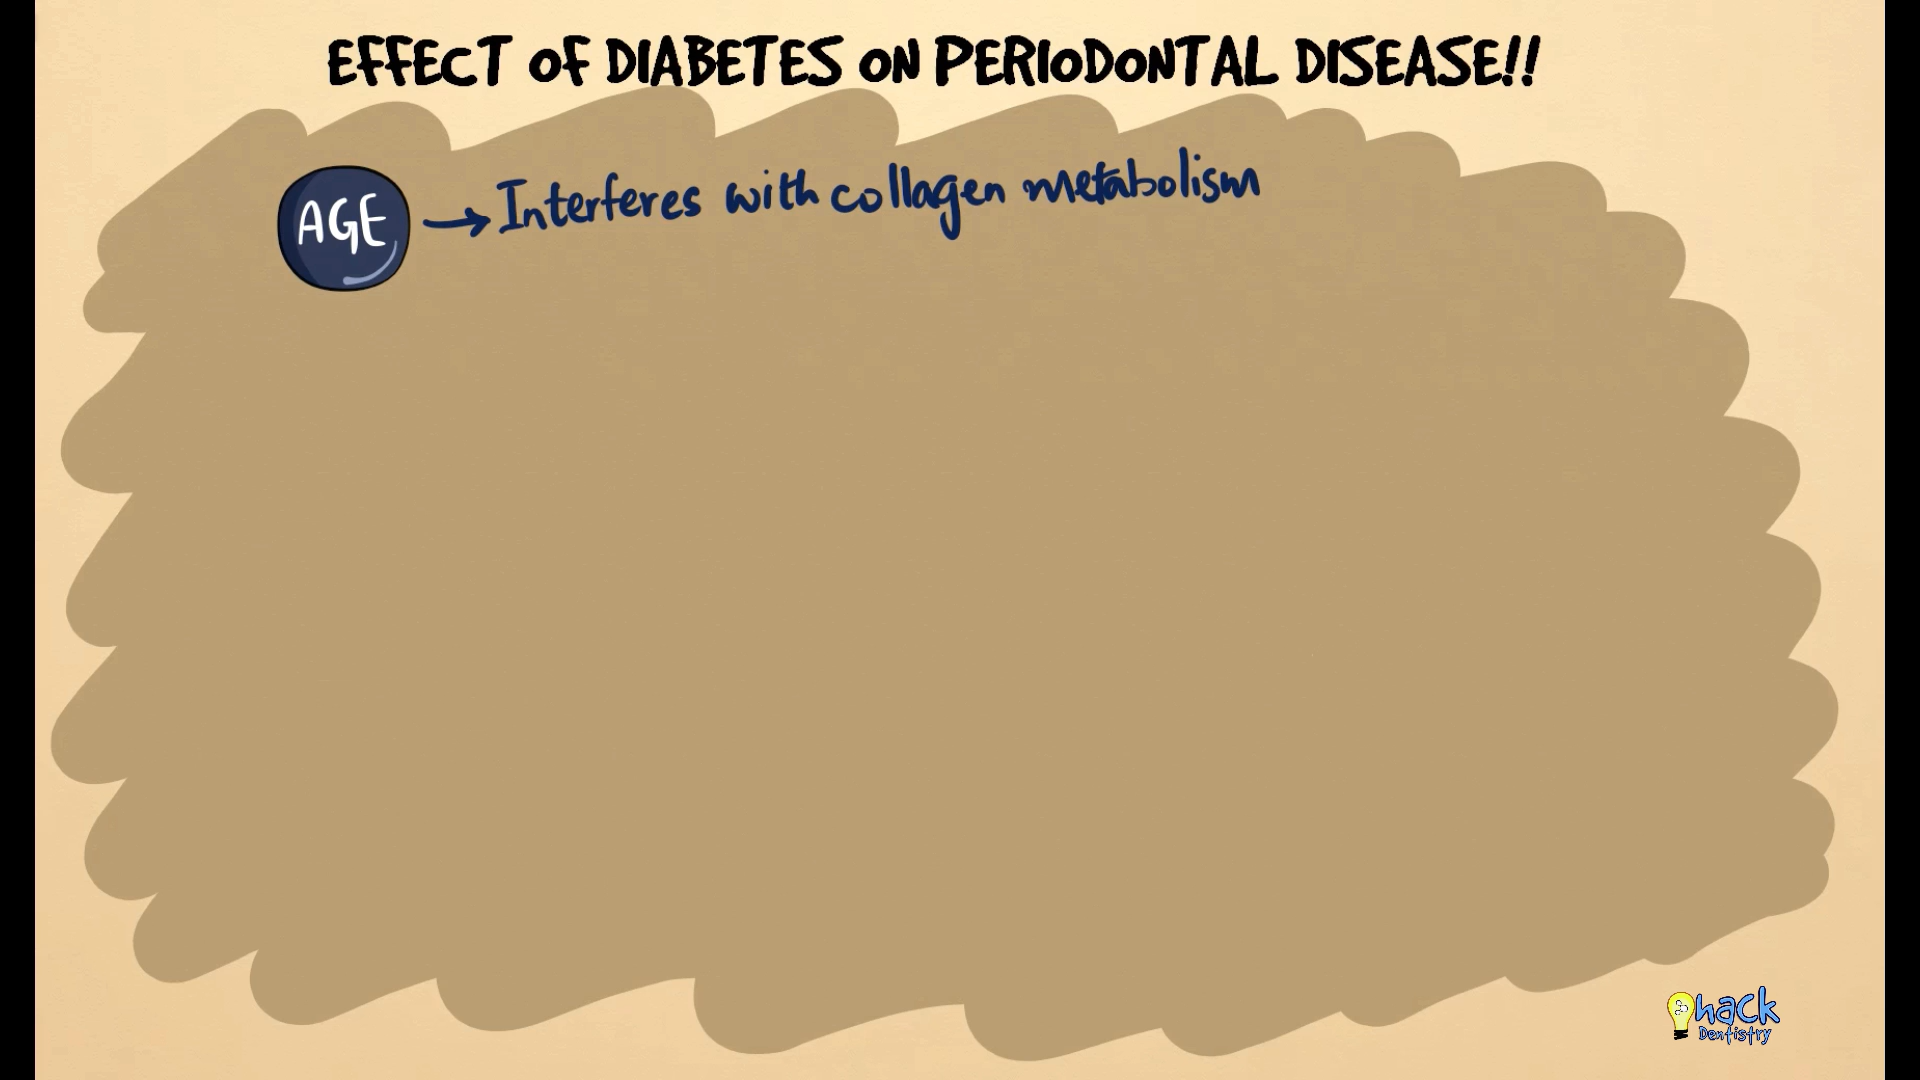 EFFECT OF DIABETES ON PERIODONTAL DISEASE!!
AGE → Interferes with collagen metabolism
hack
Dentistry